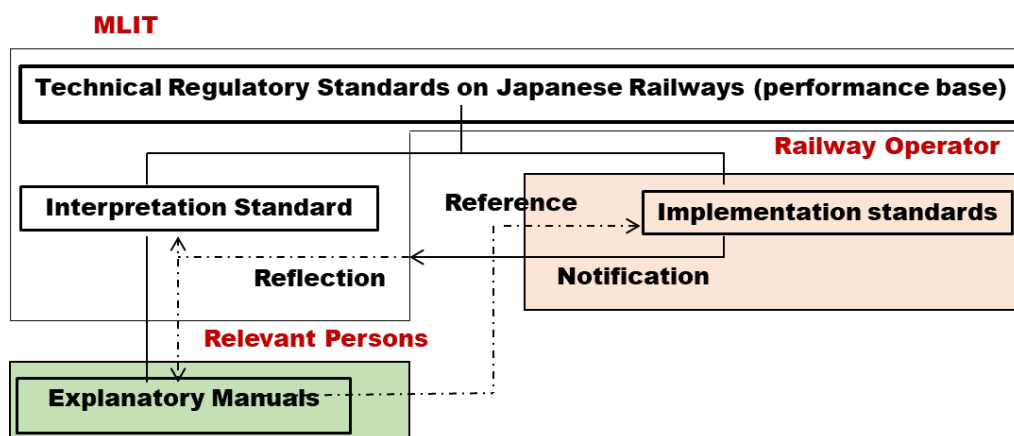 MLIT
Technical Regulatory Standards on Japanese Railways (performance base)
Railway Operator
Interpretation Standard
Reference
Implementation standards
Reflection
Notification
Relevant Persons
Explanatory Manuals